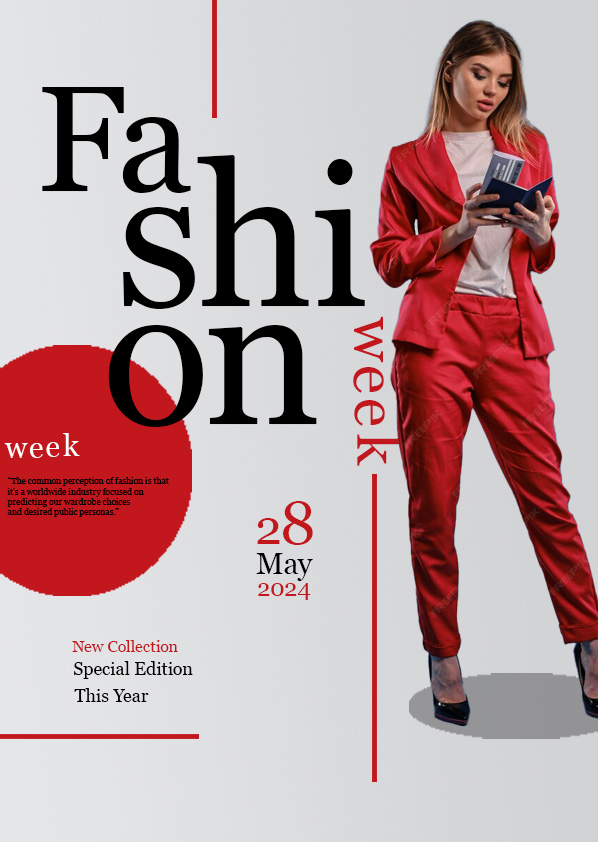 Fa
shi
on
week
week
"The common perception of fashion is that
it's a worldwide industry focused on
predicting our wardrobe choices
and desired public personas."
28
May
2024
New Collection
Special Edition
This Year